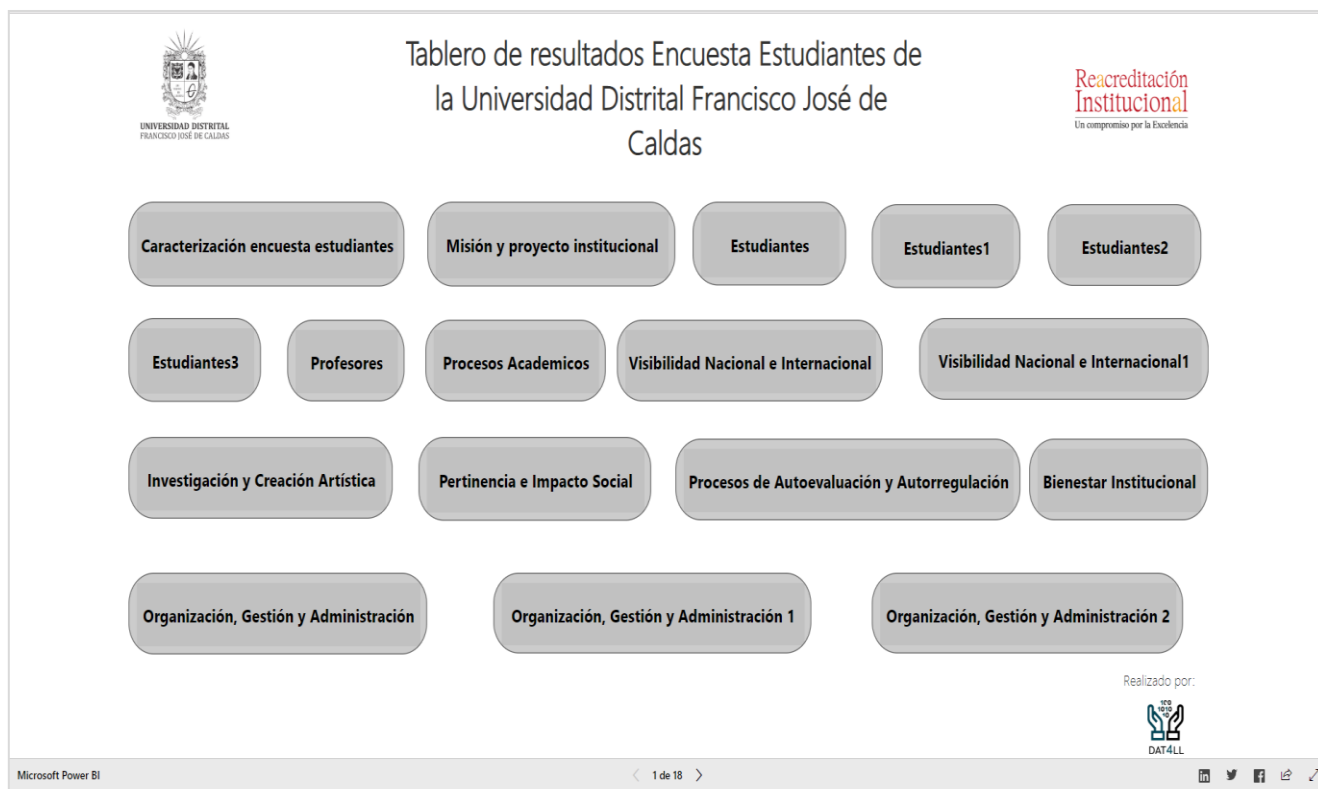 Tablero de resultados Encuesta Estudiantes de
la Universidad Distrital Francisco José de
Caldas
UNIVERSIDAD DISTRITAL
FRANCISCO JOSÉ DE CALDAS
Reacreditación
Institucional
Un compromiso por la Excelencia
Caracterización encuesta estudiantes
Misión y proyecto institucional
Estudiantes
Estudiantes1
Estudiantes2
Estudiantes3
Profesores
Procesos Academicos
Visibilidad Nacional e Internacional
Visibilidad Nacional e Internacional1
Investigación y Creación Artística
Pertinencia e Impacto Social
Procesos de Autoevaluación y Autorregulación
Bienestar Institucional
Organización, Gestión y Administración
Organización, Gestión y Administración 1
Organización, Gestión y Administración 2
Realizado por:
DAT4LL
Microsoft Power BI
1 de 18